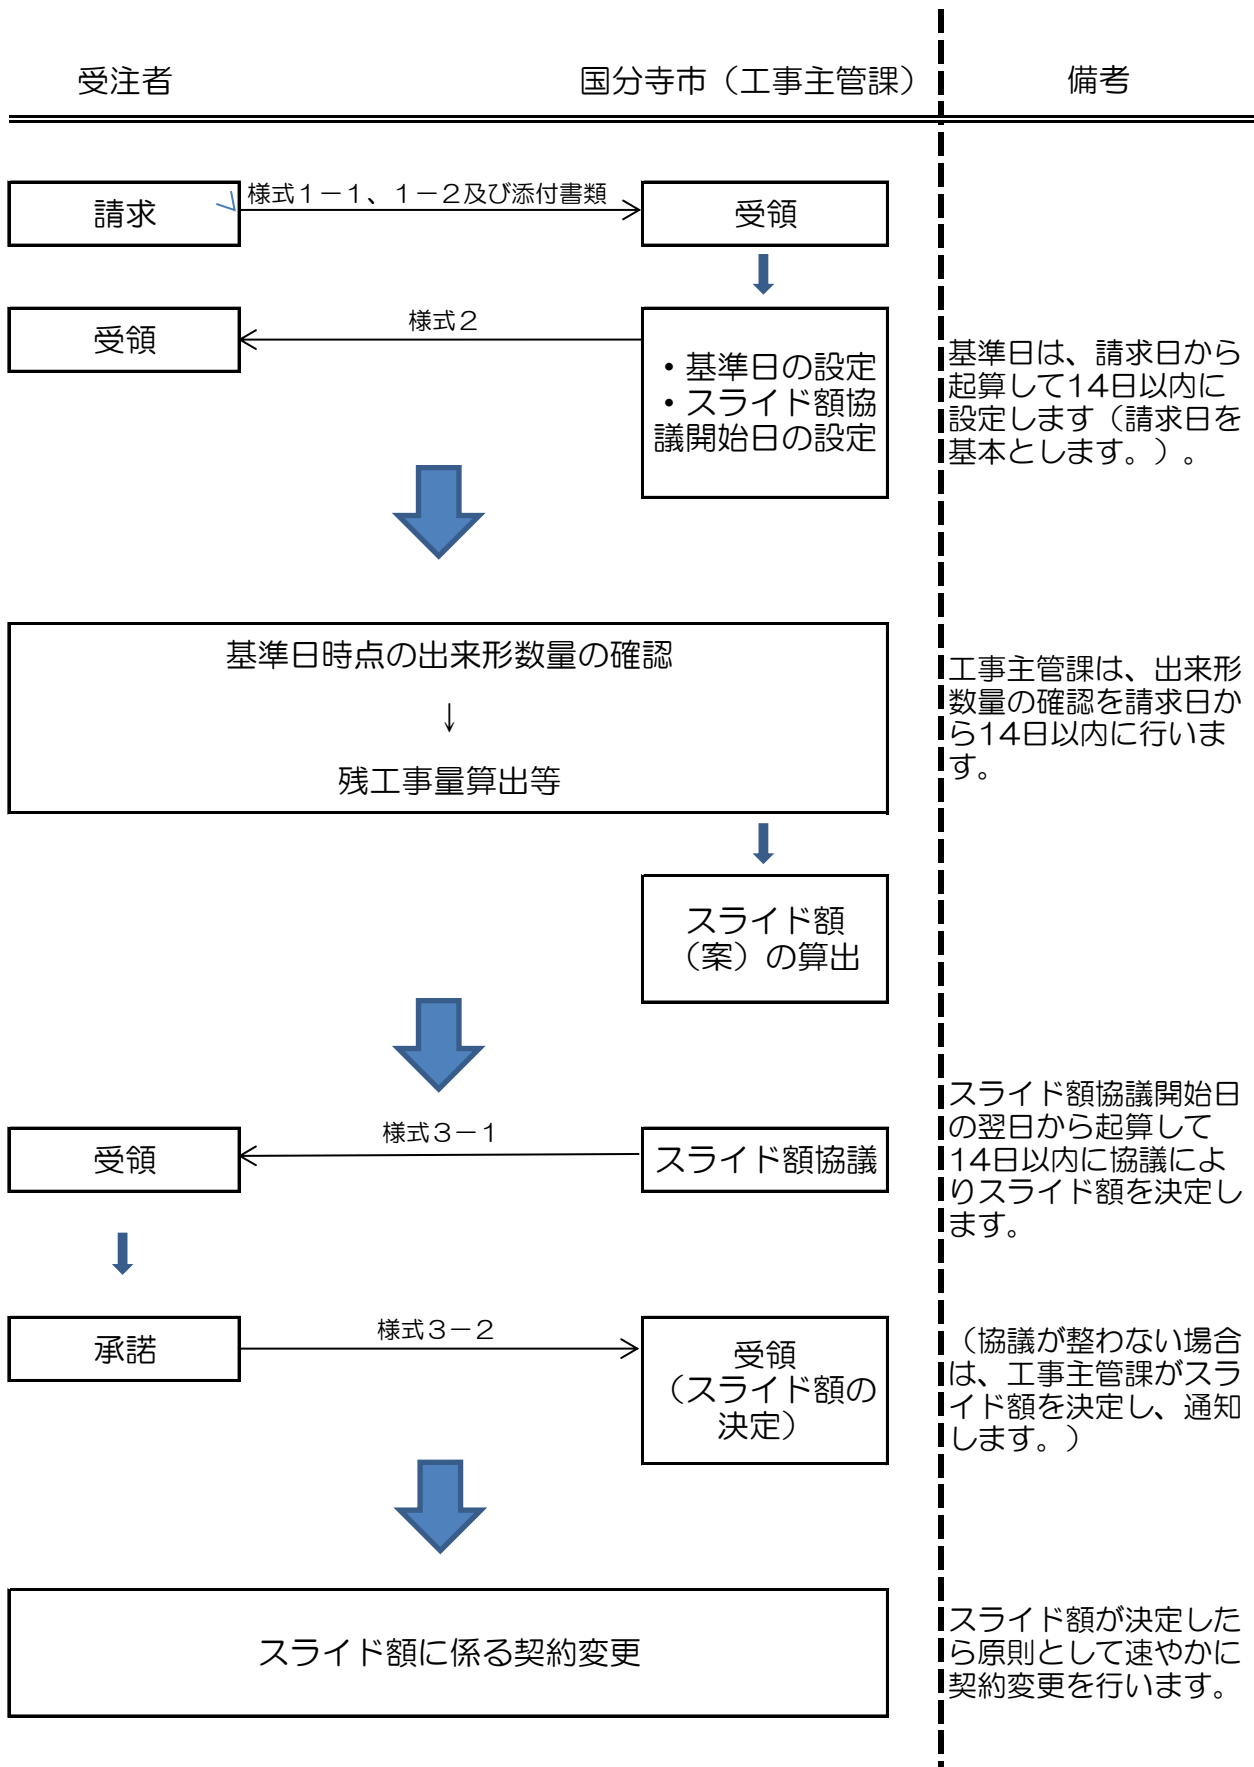 受注者
国分寺市（工事主管課）
備考
請求
様式１－１、１－２及び添付書類
受領
受領
様式２
・基準日の設定
・スライド額協
議開始日の設定
基準日は、請求日から
起算して14日以内に
設定します（請求日を
基本とします。）。
基準日時点の出来形数量の確認
↓
残工事量算出等
工事主管課は、出来形
数量の確認を請求日か
ら14日以内に行いま
す。
スライド額
（案）の算出
受領
様式３－１
スライド額協議
スライド額協議開始日
の翌日から起算して
14日以内に協議によ
りスライド額を決定し
ます。
承諾
様式３－２
受領
（スライド額の
決定）
（協議が整わない場合
は、工事主管課がスラ
イド額を決定し、通知
します。）
スライド額に係る契約変更
スライド額が決定した
ら原則として速やかに
契約変更を行います。